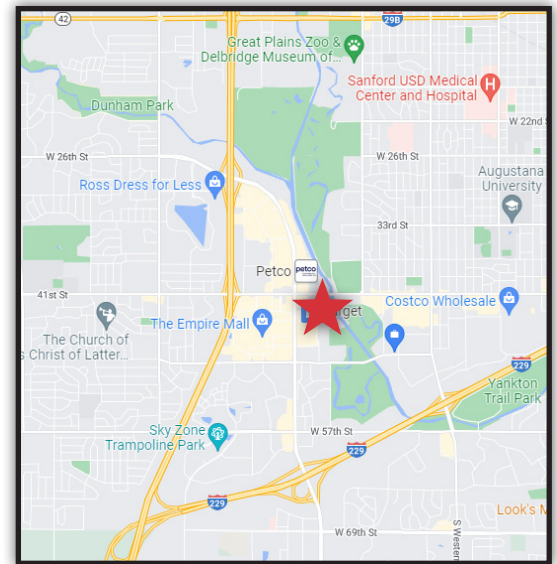 42
29B
Great Plains Zoo &
Delbridge Museum of...
Sanford USD Medical
Center and Hospital
Dunham Park
W 22nd S
W 26th St
W 26th St
Augustana
University
Ross Dress for Less
33rd St
Petco
petco
41st St
Costco Wholesale
The Empire Mall
rget
The Church of
s Christ of Latter...
229
Yankton
Trail Park
Sky Zone
Trampoline Park
W 57th St
229
229
Look's M
W 69th St
S Western